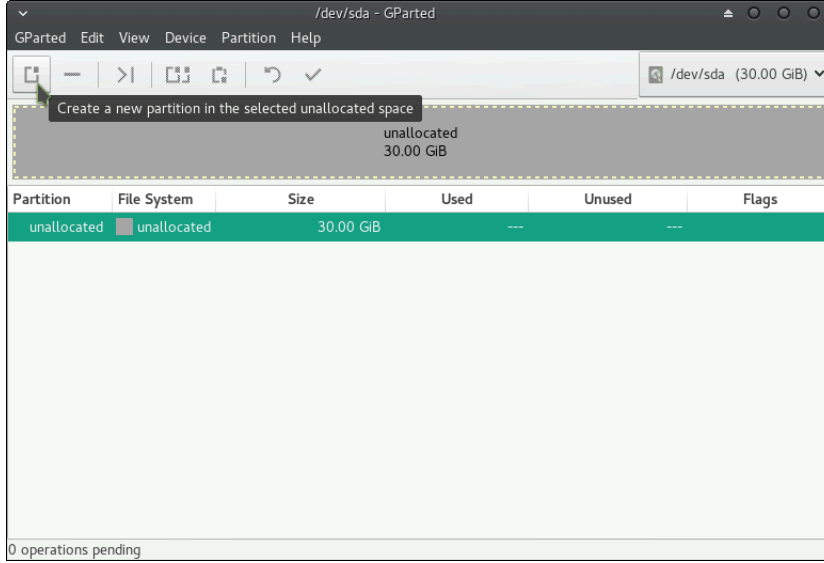 /dev/sda - GParted
GParted Edit View Device Partition Help
/dev/sda (30.00 GiB)
Create a new partition in the selected unallocated space
unallocated
30.00 GiB
Partition File System Size Used Unused Flags
unallocated unallocated 30.00 GiB --- ---
0 operations pending